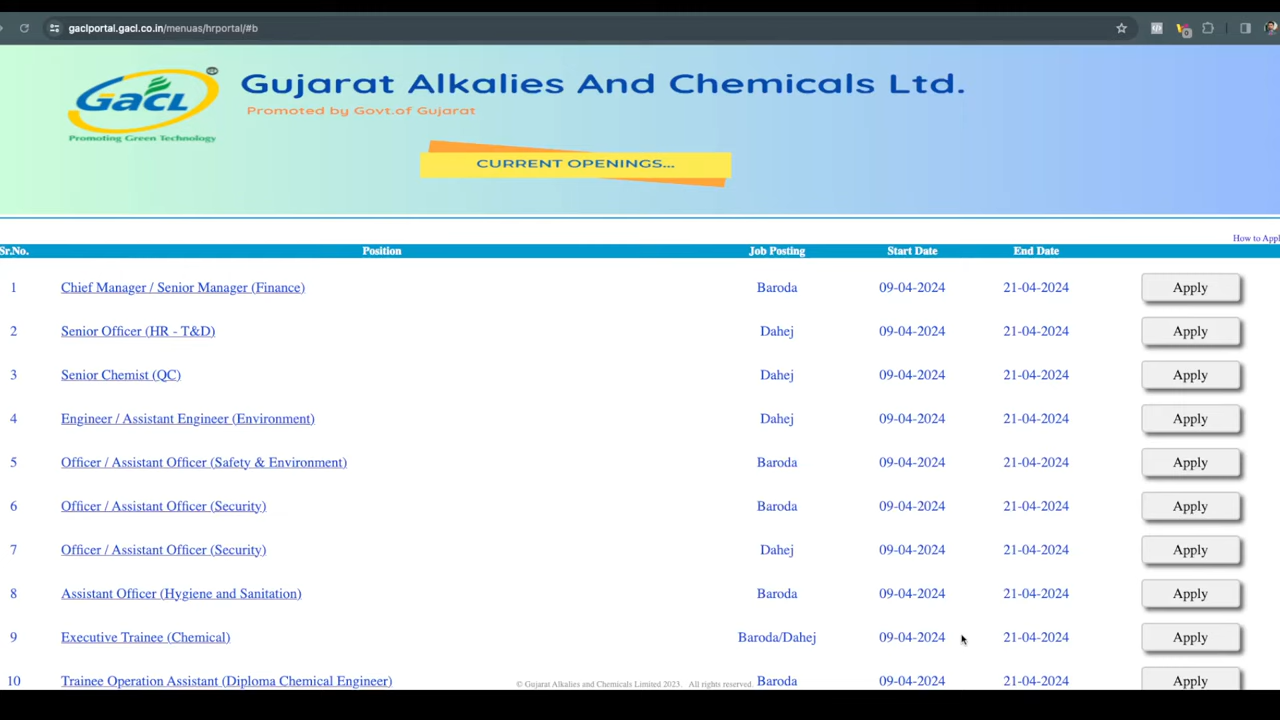 gaclportal.gacl.co.in/menuas/hrportal/#b
GACL
Promoting Green Technology
Gujarat Alkalies And Chemicals Ltd.
Promoted by Govt.of Gujarat
CURRENT OPENINGS...
How to Appl
Sr.No. Position Job Posting Start Date End Date
1 Chief Manager / Senior Manager (Finance) Baroda 09-04-2024 21-04-2024 Apply
2 Senior Officer (HR - T&D) Dahej 09-04-2024 21-04-2024 Apply
3 Senior Chemist (QC) Dahej 09-04-2024 21-04-2024 Apply
4 Engineer / Assistant Engineer (Environment) Dahej 09-04-2024 21-04-2024 Apply
5 Officer / Assistant Officer (Safety & Environment) Baroda 09-04-2024 21-04-2024 Apply
6 Officer / Assistant Officer (Security) Baroda 09-04-2024 21-04-2024 Apply
7 Officer / Assistant Officer (Security) Dahej 09-04-2024 21-04-2024 Apply
8 Assistant Officer (Hygiene and Sanitation) Baroda 09-04-2024 21-04-2024 Apply
9 Executive Trainee (Chemical) Baroda/Dahej 09-04-2024 21-04-2024 Apply
10 Trainee Operation Assistant (Diploma Chemical Engineer) Baroda 09-04-2024 21-04-2024 Apply
© Gujarat Alkalies and Chemicals Limited 2023. All rights reserved.